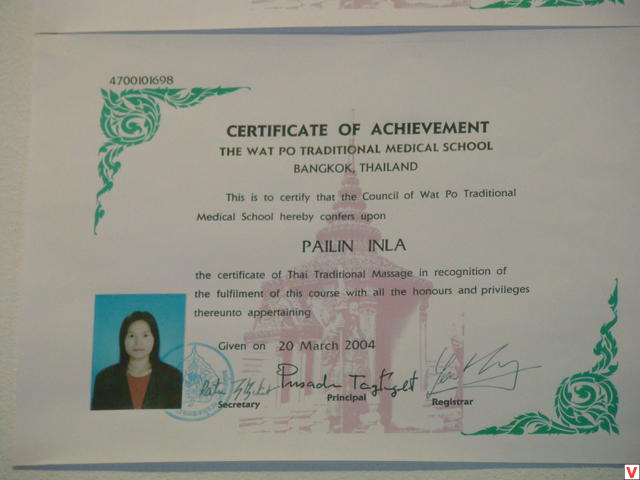 4700101698
CERTIFICATE OF ACHIEVEMENT
THE WAT PO TRADITIONAL MEDICAL SCHOOL
BANGKOK, THAILAND
This is to certify that the Council of Wat Po Traditional
Medical School hereby confers upon
PAILIN INLA
the certificate of Thai Traditional Massage in recognition of
the fulfilment of this course with all the honours and privileges
thereunto appertaining
Given on 20 March 2004
Secretary
Principal
Registrar
V